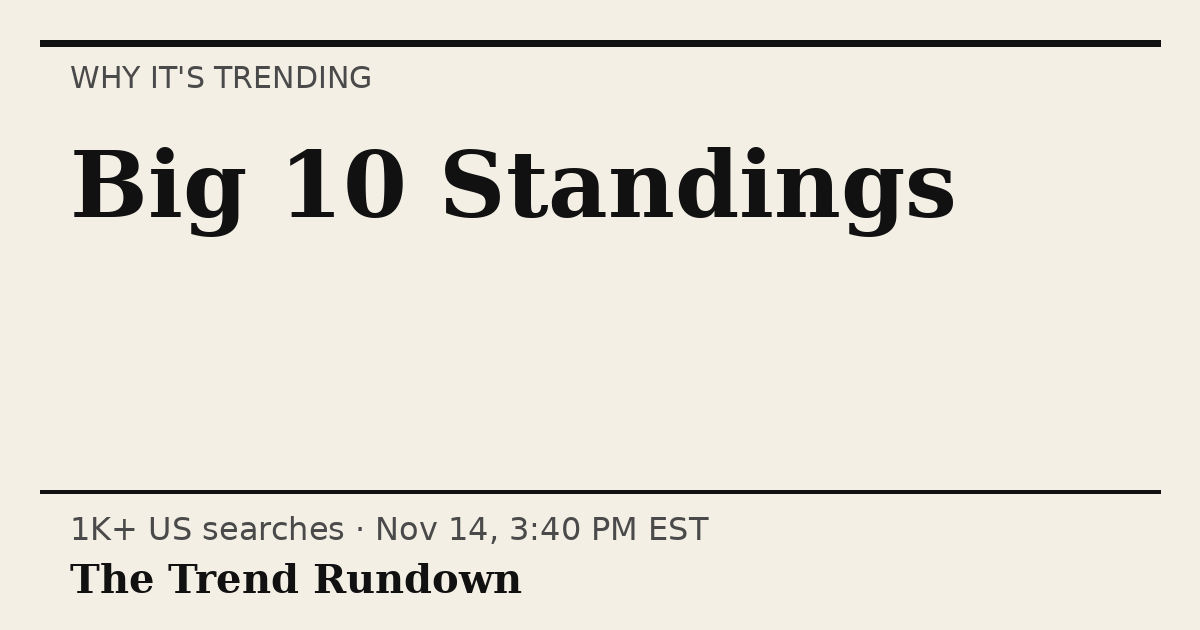 WHY IT'S TRENDING
Big 10 Standings
1K+ US searches · Nov 14, 3:40 PM EST
The Trend Rundown